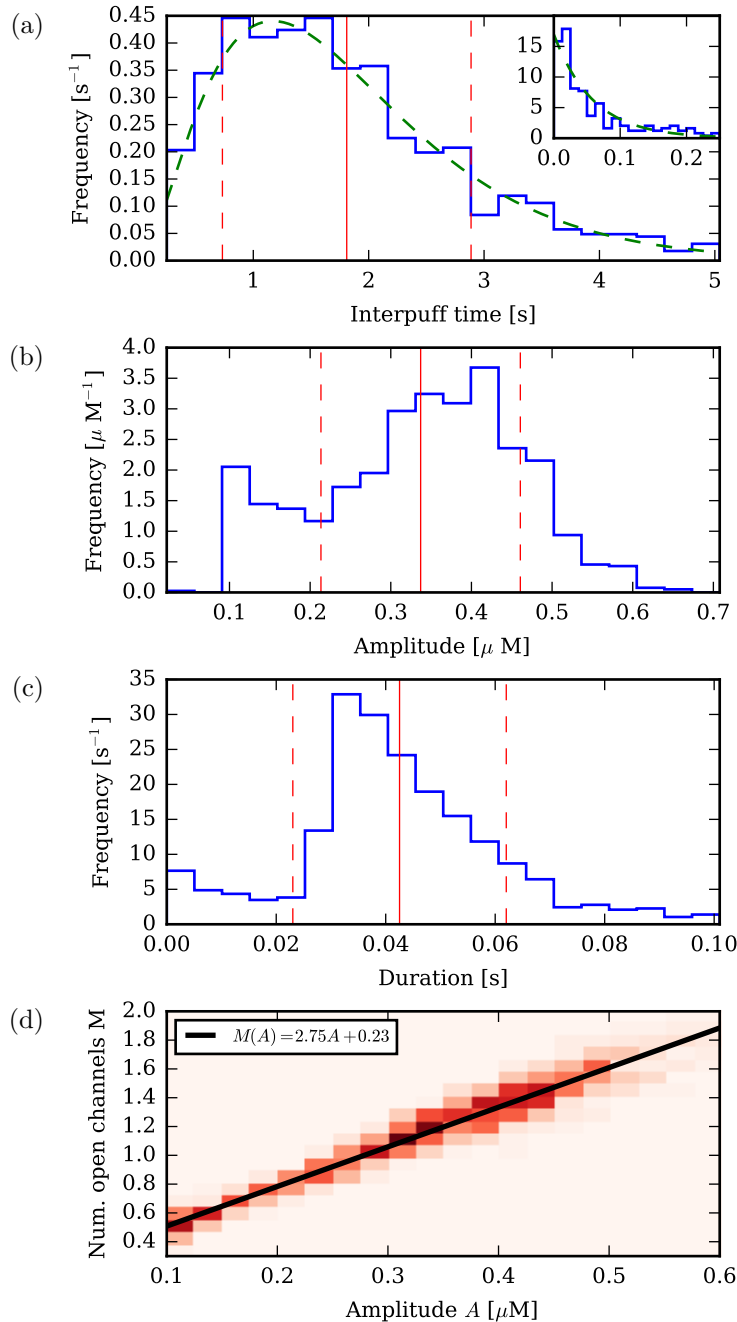 (a)
Frequency [s⁻¹]
0.45
0.40
0.35
0.30
0.25
0.20
0.15
0.10
0.05
0.00
1 2 3 4 5
Interpuff time [s]
15
10
5
0
0.0 0.1 0.2
(b)
Frequency [μ M⁻¹]
4.0
3.5
3.0
2.5
2.0
1.5
1.0
0.5
0.0
0.1 0.2 0.3 0.4 0.5 0.6 0.7
Amplitude [μ M]
(c)
Frequency [s⁻¹]
35
30
25
20
15
10
5
0
0.00 0.02 0.04 0.06 0.08 0.10
Duration [s]
(d)
Num. open channels M
2.0
1.8
1.6
1.4
1.2
1.0
0.8
0.6
0.4
M(A)=2.75A+0.23
0.1 0.2 0.3 0.4 0.5 0.6
Amplitude A [μM]